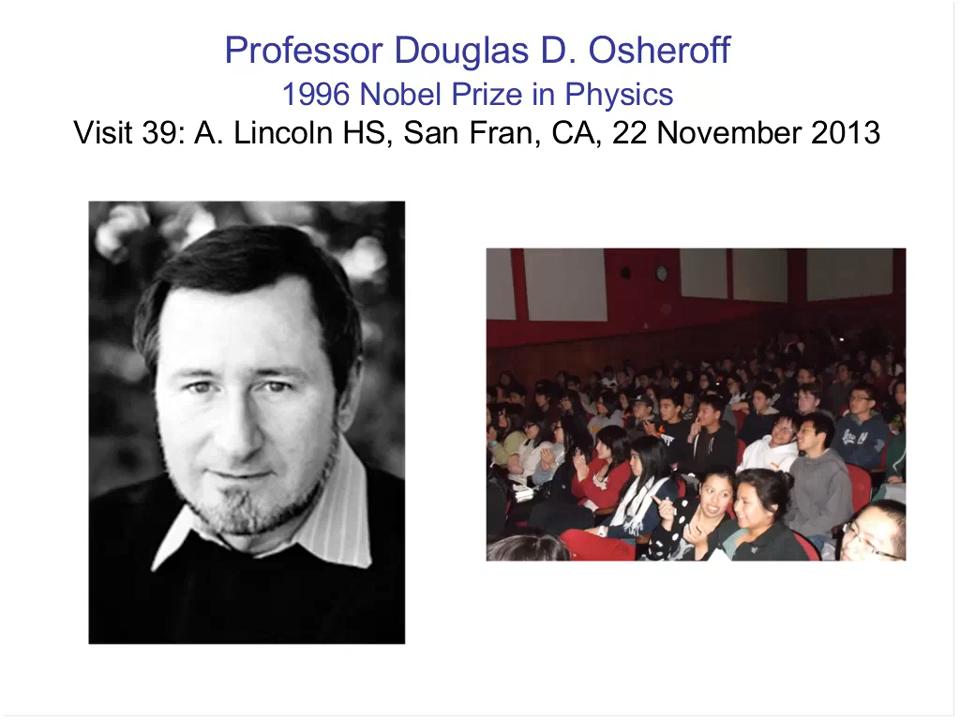 Professor Douglas D. Osheroff
1996 Nobel Prize in Physics
Visit 39: A. Lincoln HS, San Fran, CA, 22 November 2013